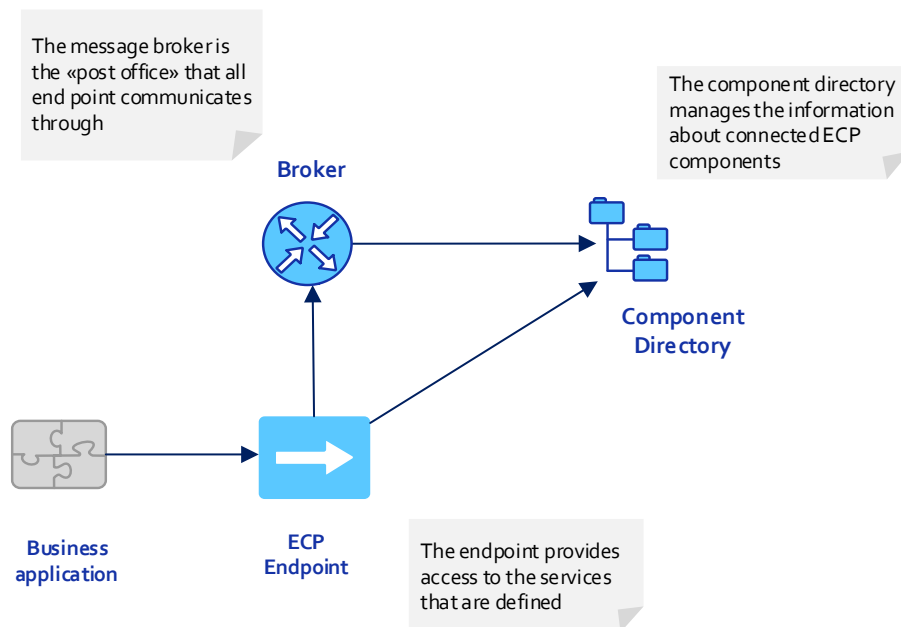 The message broker is
the «post office» that all
end point communicates
through
The component directory
manages the information
about connected ECP
components
Broker
Component
Directory
Business
application
ECP
Endpoint
The endpoint provides
access to the services
that are defined